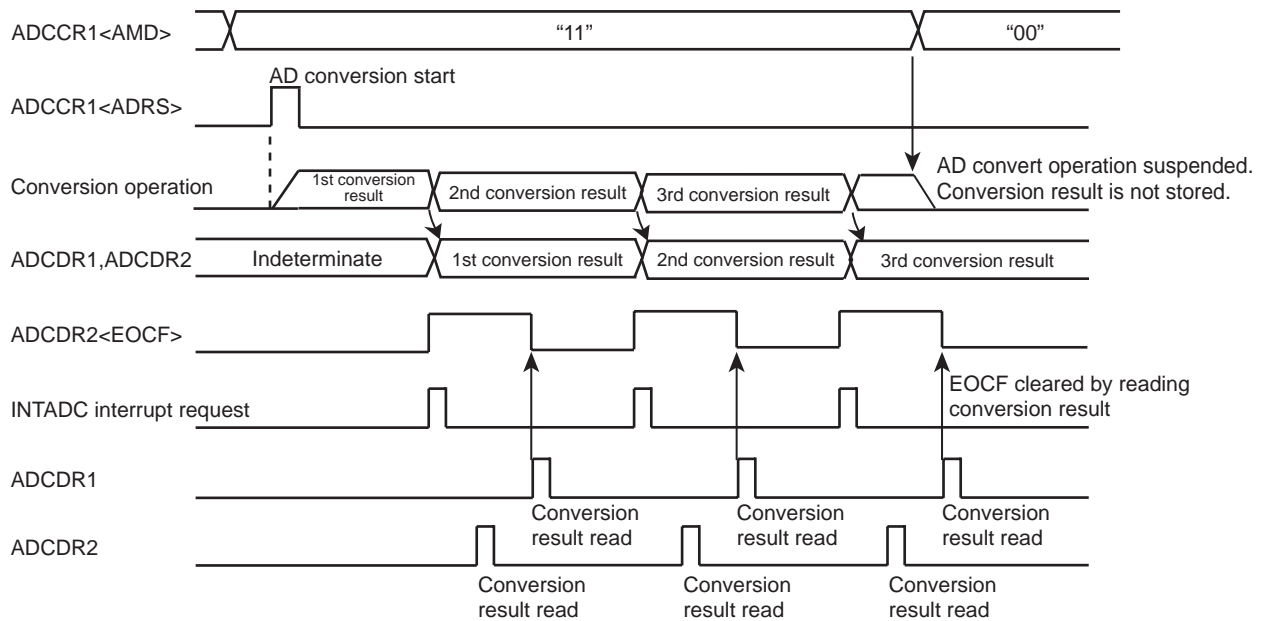 ADCCR1<AMD>
“11”
“00”
AD conversion start
ADCCR1<ADRS>
AD convert operation suspended.
Conversion result is not stored.
Conversion operation
1st conversion
result
2nd conversion result
3rd conversion result
ADCDR1,ADCDR2
Indeterminate
1st conversion result
2nd conversion result
3rd conversion result
ADCDR2<EOCF>
EOCF cleared by reading
conversion result
INTADC interrupt request
ADCDR1
Conversion
result read
Conversion
result read
Conversion
result read
ADCDR2
Conversion
result read
Conversion
result read
Conversion
result read